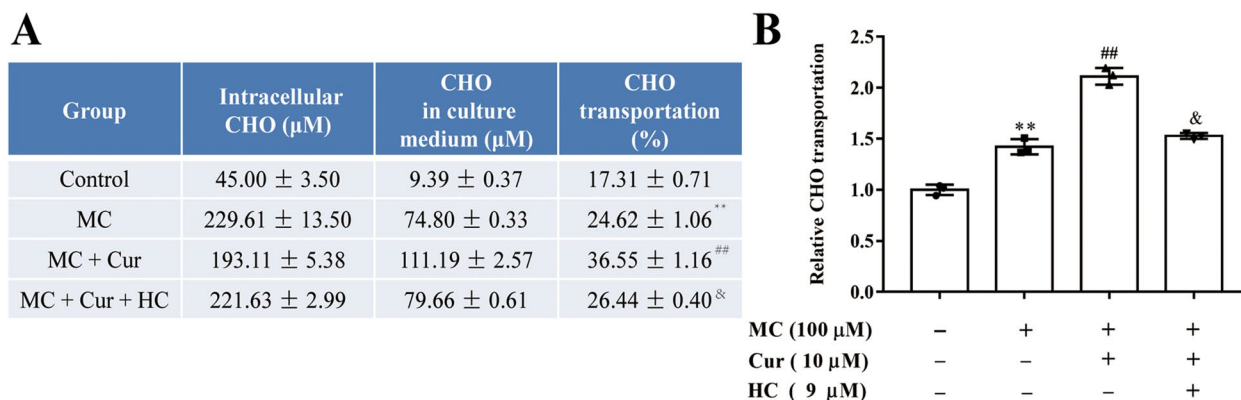 A
Group Intracellular CHO (μM) CHO in culture medium (μM) CHO transportation (%)
Control 45.00 ± 3.50 9.39 ± 0.37 17.31 ± 0.71
MC 229.61 ± 13.50 74.80 ± 0.33 24.62 ± 1.06**
MC + Cur 193.11 ± 5.38 111.19 ± 2.57 36.55 ± 1.16##
MC + Cur + HC 221.63 ± 2.99 79.66 ± 0.61 26.44 ± 0.40&
B
Relative CHO transportation
2.5
2.0
1.5
1.0
0.5
0.0
**
##
&
MC (100 μM) – + + +
Cur ( 10 μM) – – + +
HC ( 9 μM) – – – +